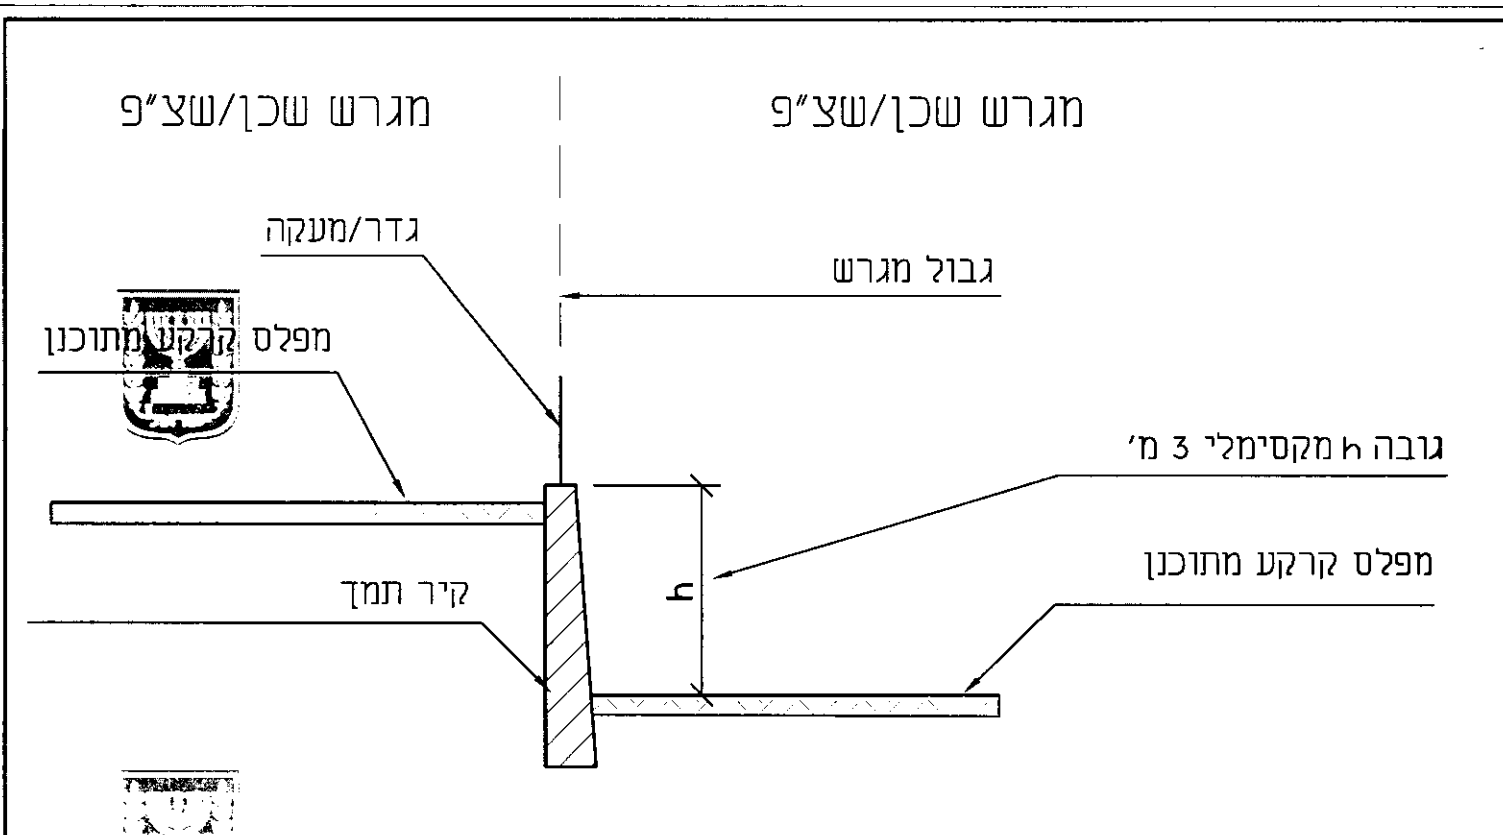 מגרש שכן/שצ"פ
מגרש שכן/שצ"פ
גדר/מעקה
גבול מגרש
מפלס קרקע מתוכנן
גובה h מקסימלי 3 מ'
מפלס קרקע מתוכנן
קיר תמך
h